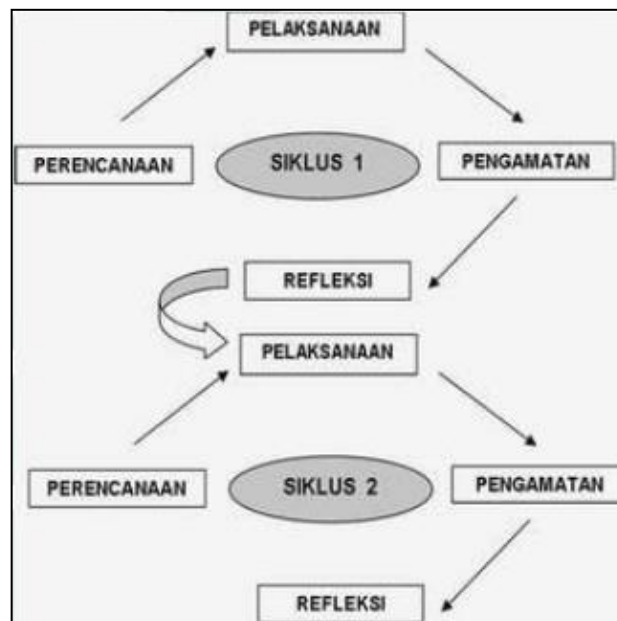 PELAKSANAAN
PERENCANAAN
SIKLUS 1
PENGAMATAN
REFLEKSI
PELAKSANAAN
PERENCANAAN
SIKLUS 2
PENGAMATAN
REFLEKSI